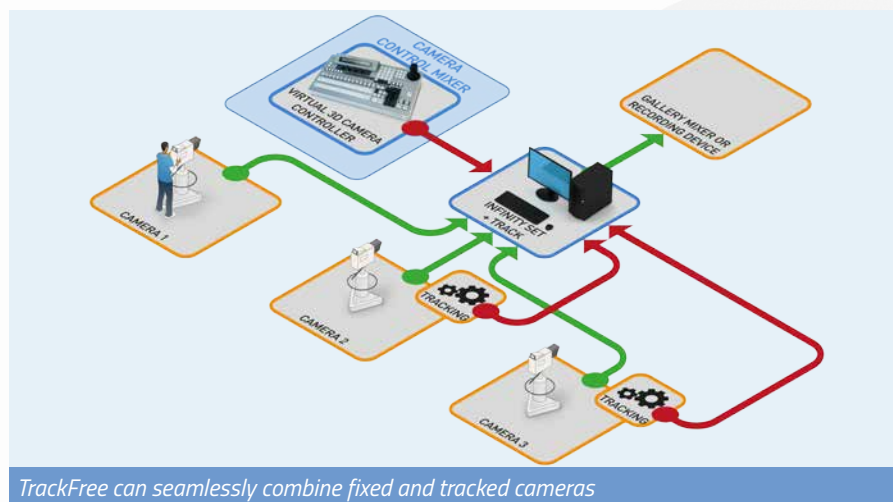 CAMERA
CONTROL MIXER
VIRTUAL 3D CAMERA
CONTROLLER
GALLERY MIXER OR
RECORDING DEVICE
INFINITY SET
+ TRACK
CAMERA 1
TRACKING
CAMERA 2
TRACKING
CAMERA 3
TrackFree can seamlessly combine fixed and tracked cameras